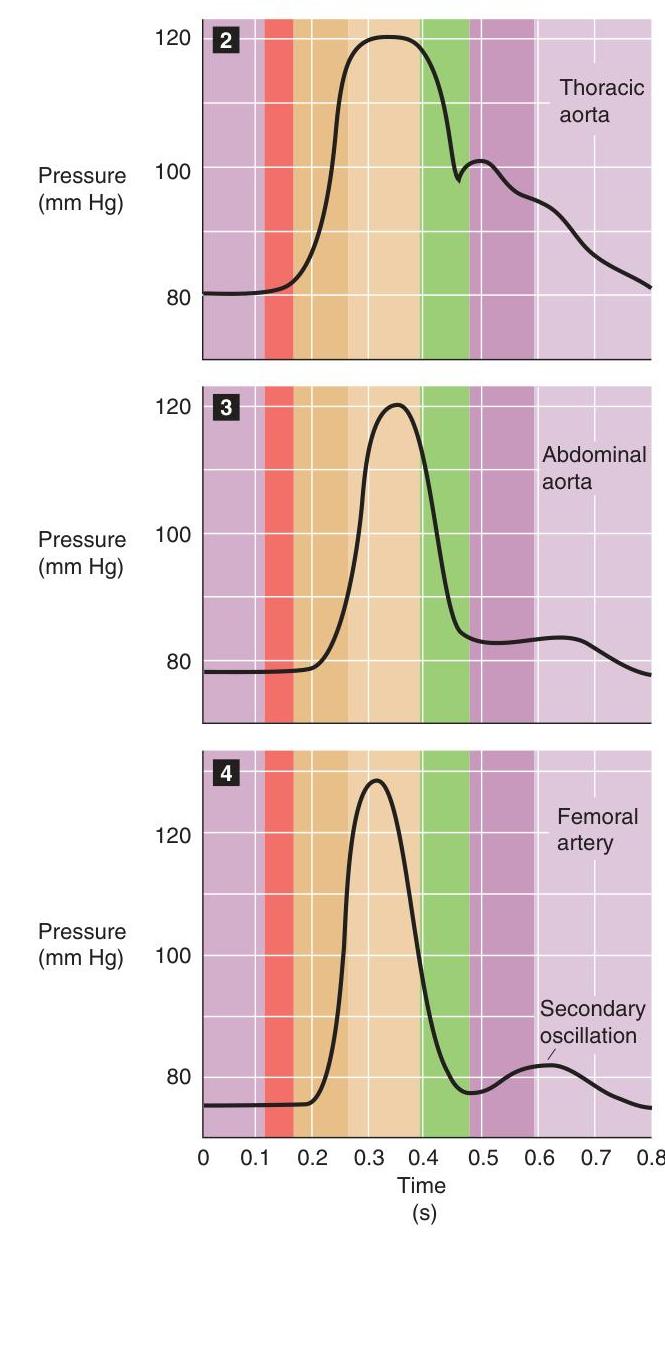 2
120
Thoracic
aorta
100
Pressure
(mm Hg)
80
3
120
Abdominal
aorta
100
Pressure
(mm Hg)
80
4
Femoral
artery
120
Pressure
(mm Hg)
100
Secondary
oscillation
80
0 0.1 0.2 0.3 0.4 0.5 0.6 0.7 0.8
Time
(s)